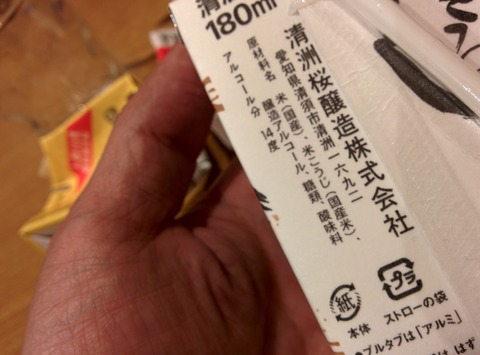 清
180ml
清洲桜醸造株式会社
愛知県清須市清洲一六九二
原材料名 米(国産)、米こうじ(国産米)、
醸造アルコール、糖類、酸味料
アルコール分 14度
紙
本体
プラ
ストローの袋
●プルタブは「アルミ」
はず